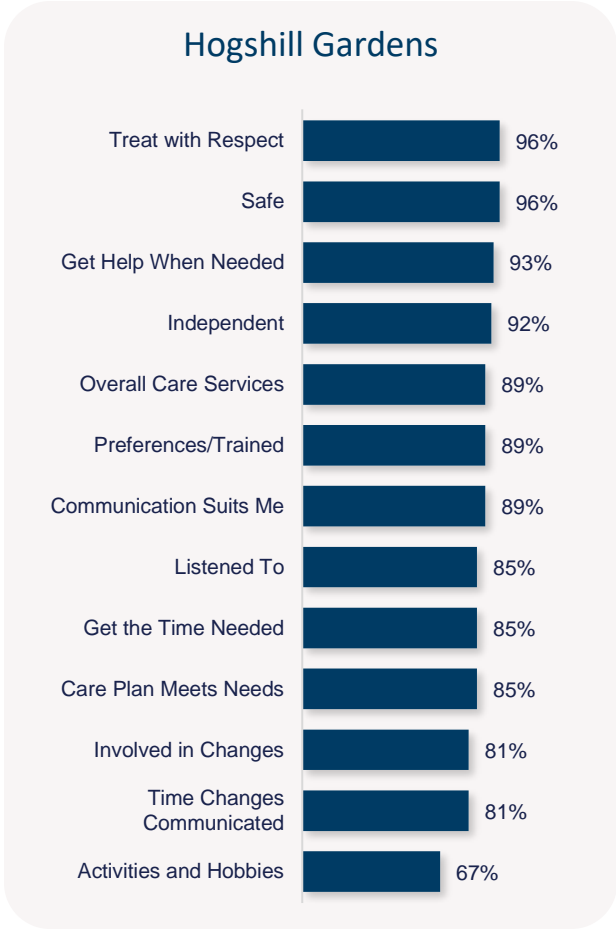 Hogshill Gardens
Treat with Respect 96%
Safe 96%
Get Help When Needed 93%
Independent 92%
Overall Care Services 89%
Preferences/Trained 89%
Communication Suits Me 89%
Listened To 85%
Get the Time Needed 85%
Care Plan Meets Needs 85%
Involved in Changes 81%
Time Changes
Communicated 81%
Activities and Hobbies 67%